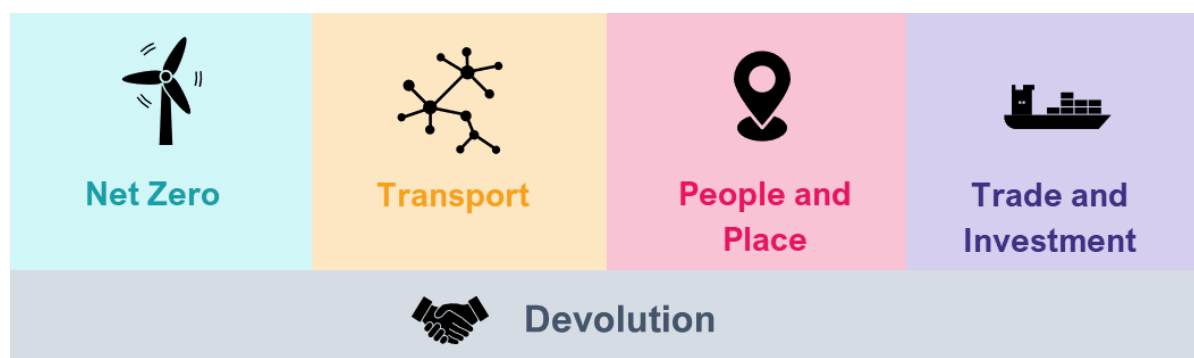 Net Zero
Transport
People and
Place
Trade and
Investment
Devolution